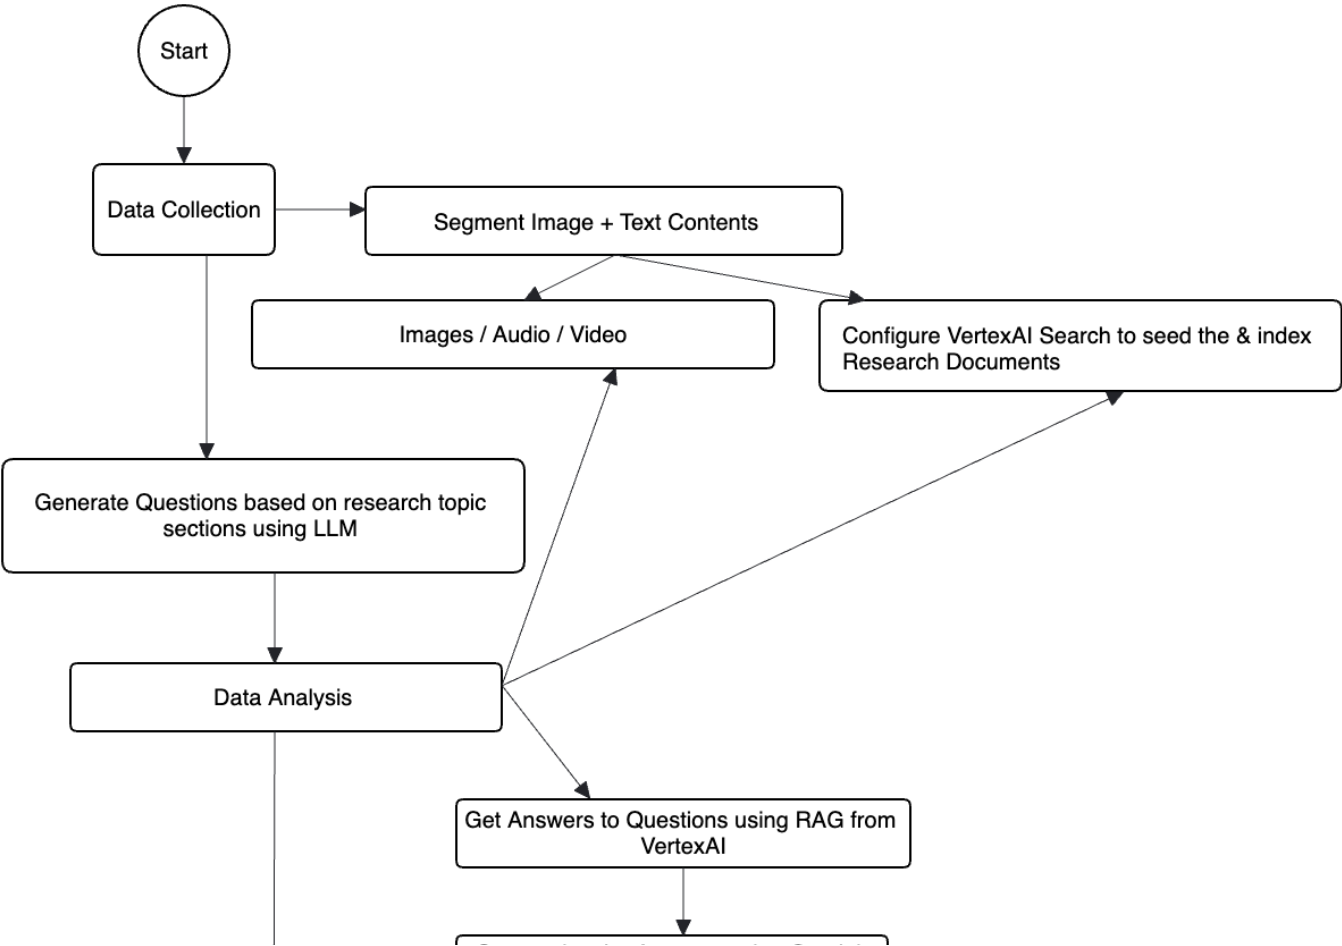 Start
Data Collection
Segment Image + Text Contents
Images / Audio / Video
Configure VertexAI Search to seed the & index
Research Documents
Generate Questions based on research topic
sections using LLM
Data Analysis
Get Answers to Questions using RAG from
VertexAI